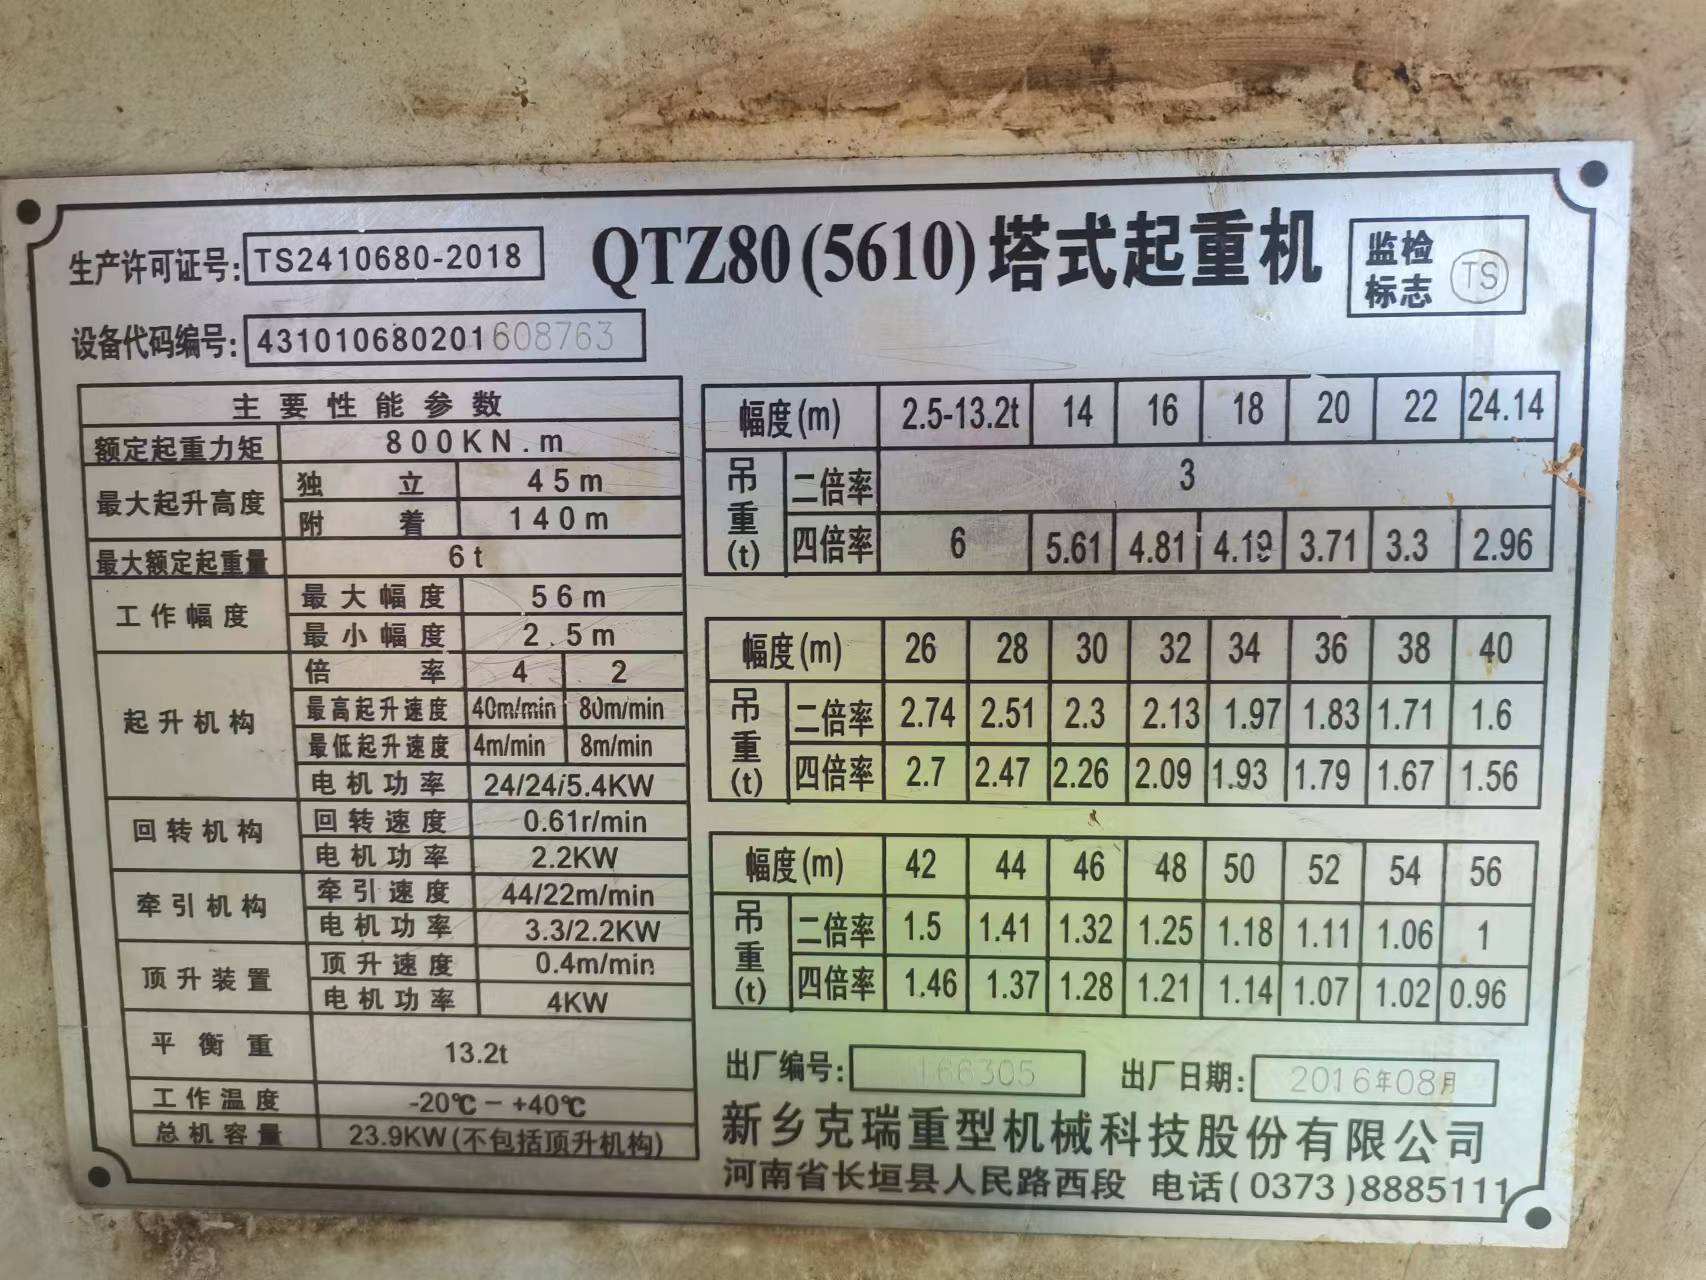 生产许可证号: TS2410680-2018
QTZ80(5610)塔式起重机
监检
标志
TS
设备代码编号: 431010680201608763
主要性能参数
额定起重力矩 800KN.m
最大起升高度 独立 45m
附着 140m
最大额定起重量 6t
工作幅度 最大幅度 56m
最小幅度 2.5m
起升机构 倍率 4 2
最高起升速度 40m/min 80m/min
最低起升速度 4m/min 8m/min
电机功率 24/24/5.4KW
回转机构 回转速度 0.61r/min
电机功率 2.2KW
牵引机构 牵引速度 44/22m/min
电机功率 3.3/2.2KW
顶升装置 顶升速度 0.4m/min
电机功率 4KW
平衡重 13.2t
工作温度 -20℃－+40℃
总机容量 23.9KW(不包括顶升机构)
幅度(m) 2.5-13.2t 14 16 18 20 22 24.14
吊重(t) 二倍率 3
四倍率 6 5.61 4.81 4.19 3.71 3.3 2.96
幅度(m) 26 28 30 32 34 36 38 40
吊重(t) 二倍率 2.74 2.51 2.3 2.13 1.97 1.83 1.71 1.6
四倍率 2.7 2.47 2.26 2.09 1.93 1.79 1.67 1.56
幅度(m) 42 44 46 48 50 52 54 56
吊重(t) 二倍率 1.5 1.41 1.32 1.25 1.18 1.11 1.06 1
四倍率 1.46 1.37 1.28 1.21 1.14 1.07 1.02 0.96
出厂编号: 166305 出厂日期: 2016年08月
新乡克瑞重型机械科技股份有限公司
河南省长垣县人民路西段 电话(0373)8885111